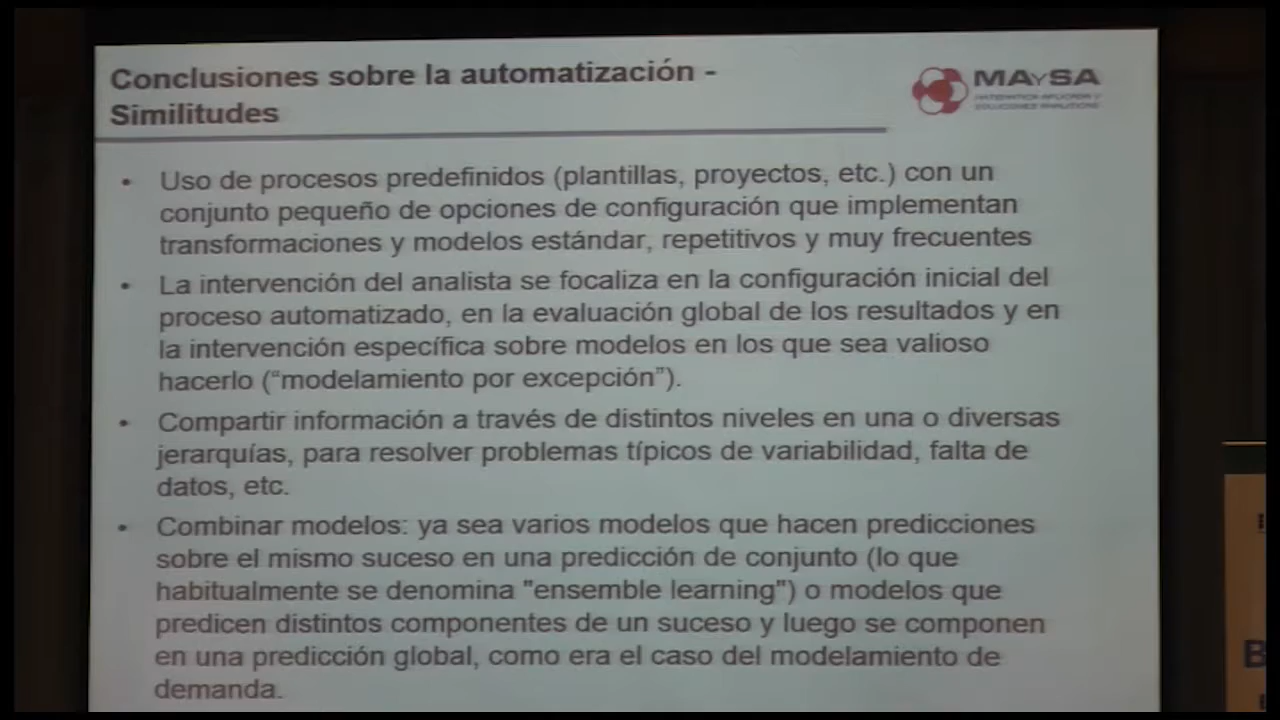 Conclusiones sobre la automatización -
Similitudes
MAySA
• Uso de procesos predefinidos (plantillas, proyectos, etc.) con un
conjunto pequeño de opciones de configuración que implementan
transformaciones y modelos estándar, repetitivos y muy frecuentes
• La intervención del analista se focaliza en la configuración inicial del
proceso automatizado, en la evaluación global de los resultados y en
la intervención específica sobre modelos en los que sea valioso
hacerlo (“modelamiento por excepción”).
• Compartir información a través de distintos niveles en una o diversas
jerarquías, para resolver problemas típicos de variabilidad, falta de
datos, etc.
• Combinar modelos: ya sea varios modelos que hacen predicciones
sobre el mismo suceso en una predicción de conjunto (lo que
habitualmente se denomina "ensemble learning") o modelos que
predicen distintos componentes de un suceso y luego se componen
en una predicción global, como era el caso del modelamiento de
demanda.
B